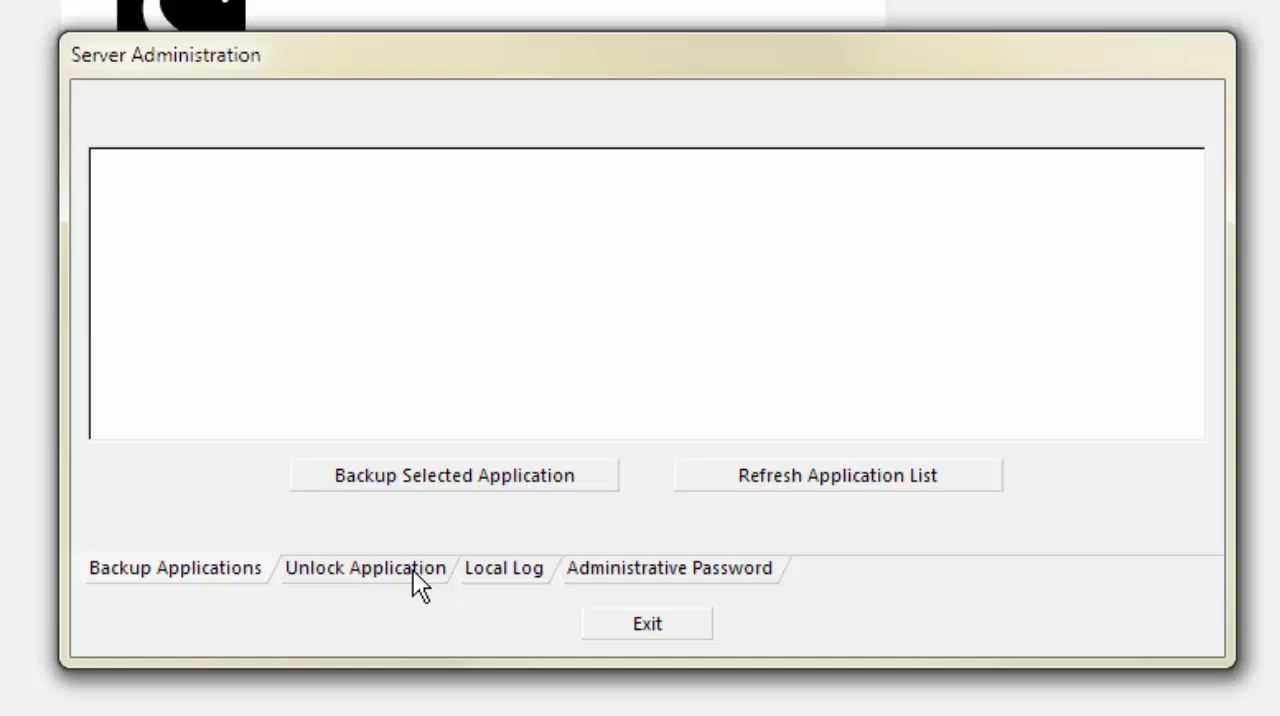 Server Administration
Backup Selected Application
Refresh Application List
Backup Applications
Unlock Application
Local Log
Administrative Password
Exit